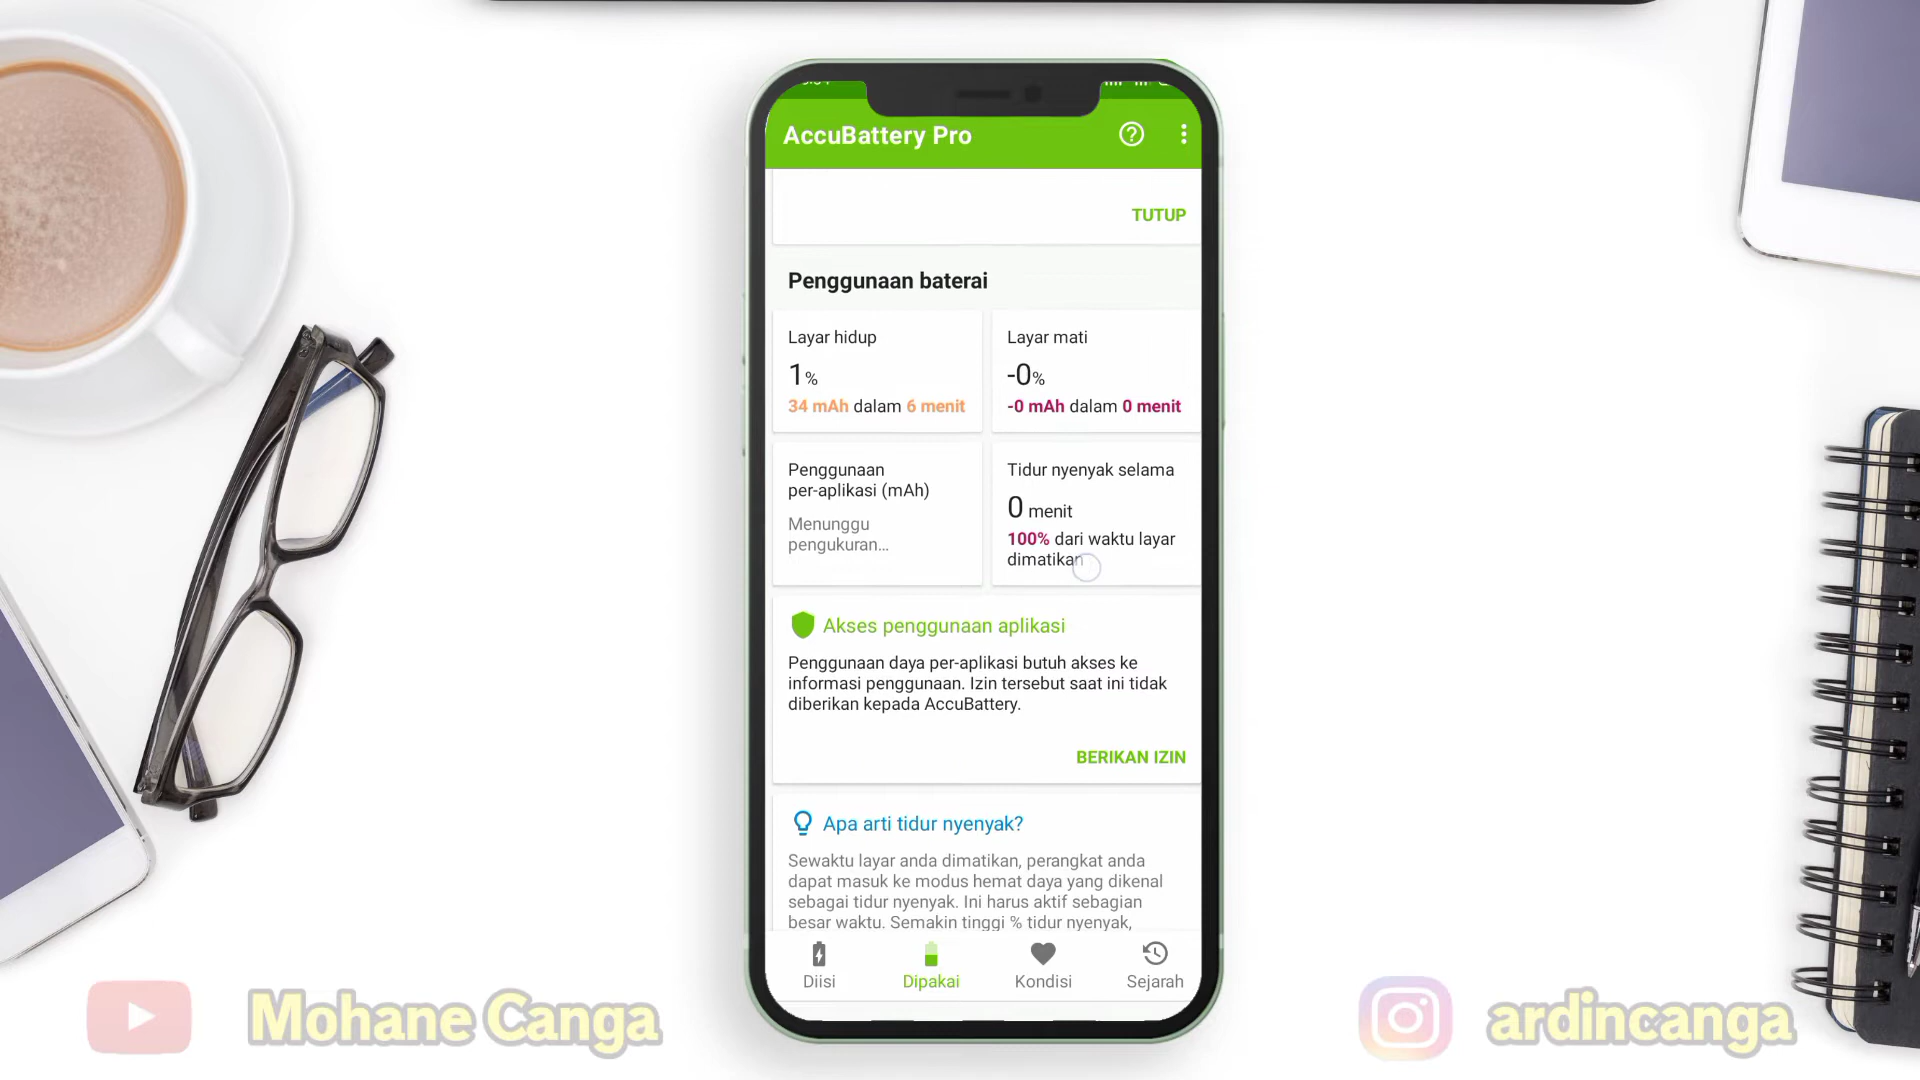 AccuBattery Pro
TUTUP
Penggunaan baterai
Layar hidup
1%
34 mAh dalam 6 menit
Layar mati
-0%
-0 mAh dalam 0 menit
Penggunaan
per-aplikasi (mAh)
Menunggu
pengukuran...
Tidur nyenyak selama
0 menit
100% dari waktu layar
dimatikan
Akses penggunaan aplikasi
Penggunaan daya per-aplikasi butuh akses ke
informasi penggunaan. Izin tersebut saat ini tidak
diberikan kepada AccuBattery.
BERIKAN IZIN
Apa arti tidur nyenyak?
Sewaktu layar anda dimatikan, perangkat anda
dapat masuk ke modus hemat daya yang dikenal
sebagai tidur nyenyak. Ini harus aktif sebagian
besar waktu. Semakin tinggi % tidur nyenyak,
Diisi
Dipakai
Kondisi
Sejarah
Mohane Canga
ardincanga